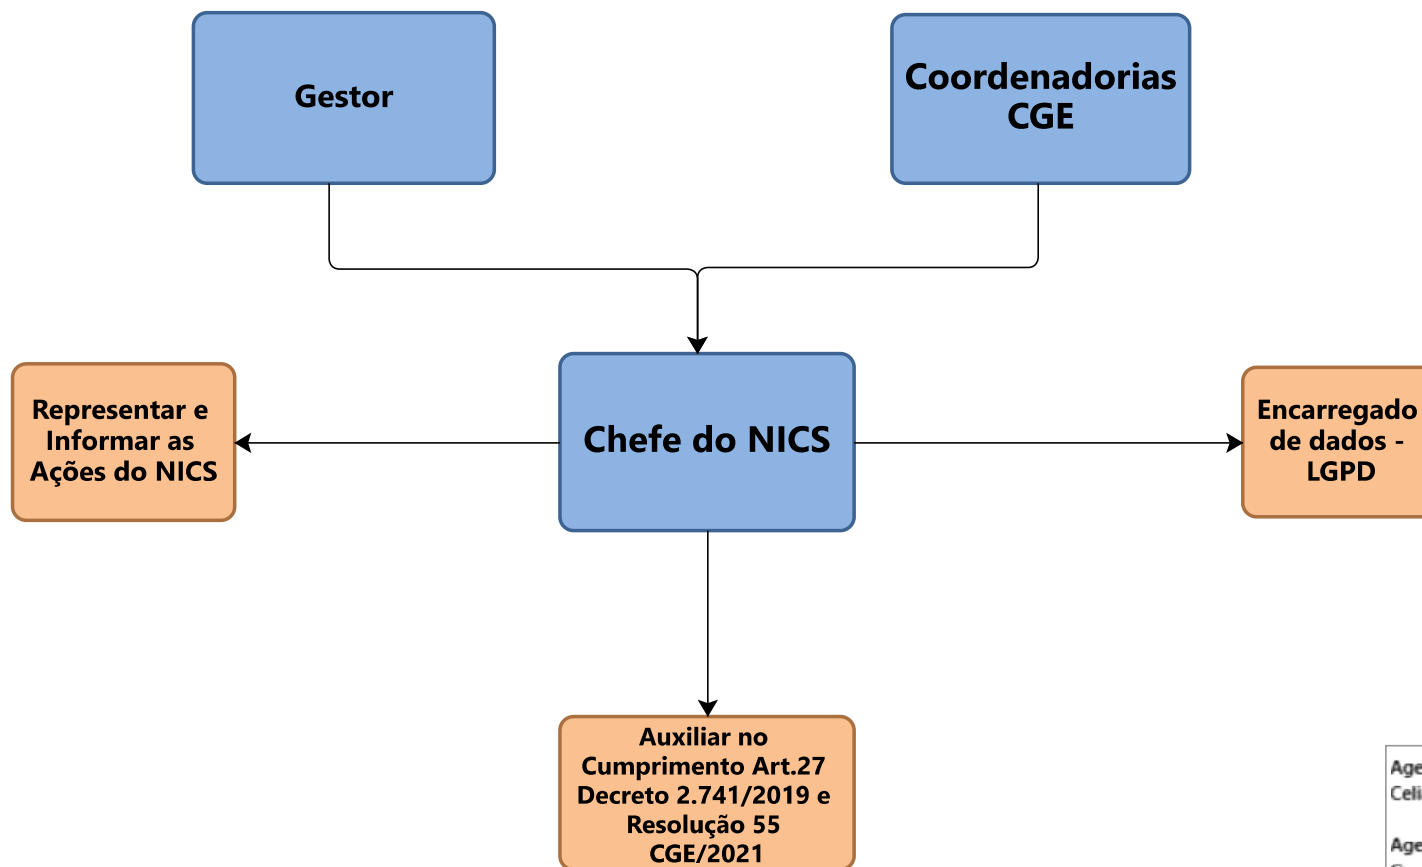 Gestor
Coordenadorias
CGE
Representar e
Informar as
Ações do NICS
Chefe do NICS
Encarregado
de dados -
LGPD
Auxiliar no
Cumprimento Art.27
Decreto 2.741/2019 e
Resolução 55
CGE/2021